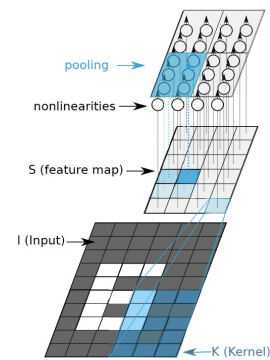 pooling
nonlinearities
S (feature map)
I (Input)
K (Kernel)